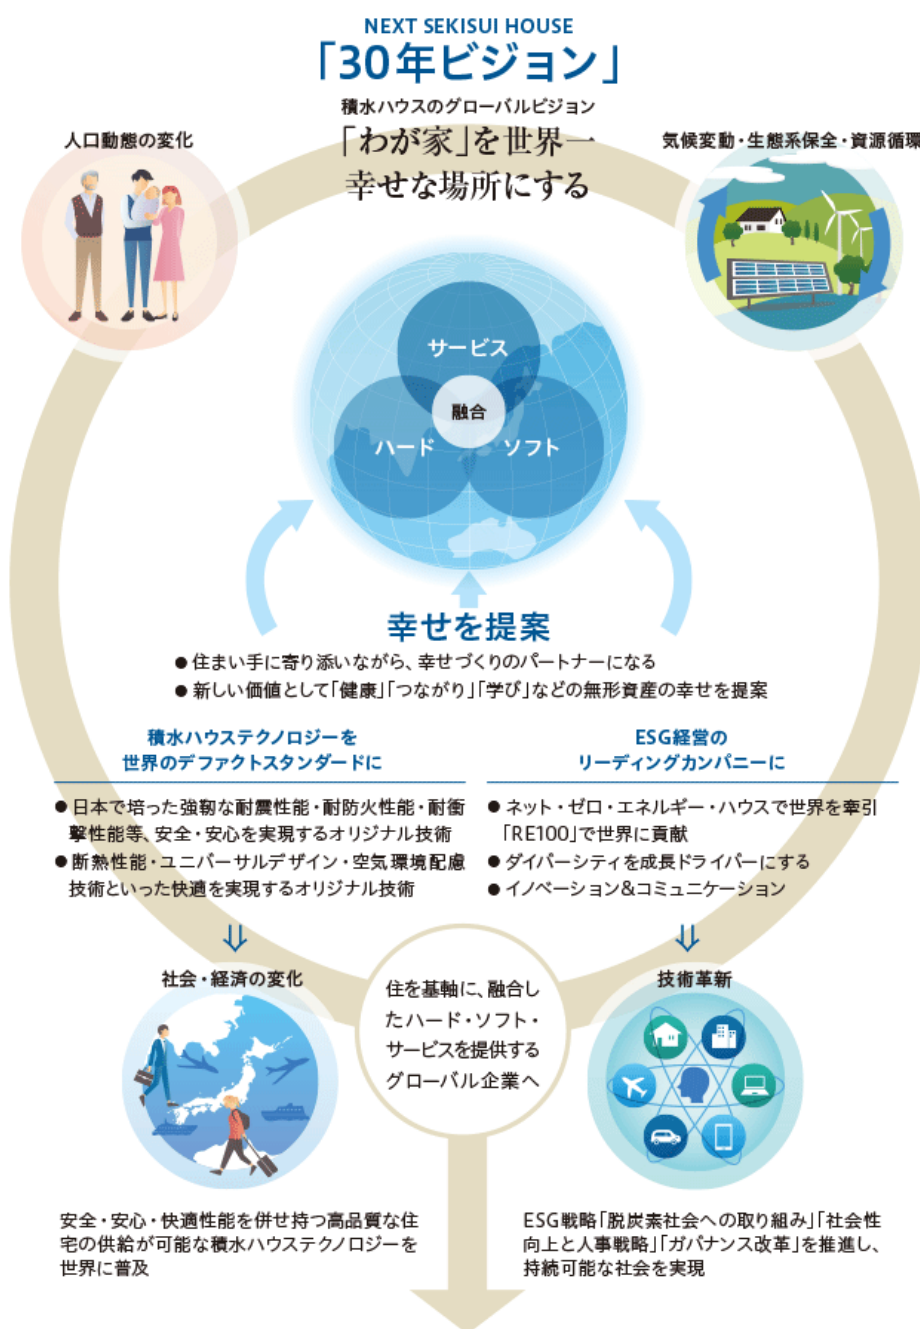 NEXT SEKISUI HOUSE
「30年ビジョン」
積水ハウスのグローバルビジョン
「わが家」を世界一
幸せな場所にする
人口動態の変化
気候変動・生態系保全・資源循環
サービス
融合
ハード
ソフト
幸せを提案
● 住まい手に寄り添いながら、幸せづくりのパートナーになる
● 新しい価値として「健康」「つながり」「学び」などの無形資産の幸せを提案
積水ハウステクノロジーを
世界のデファクトスタンダードに
● 日本で培った強靭な耐震性能・耐防火性能・耐衝
撃性能等、安全・安心を実現するオリジナル技術
● 断熱性能・ユニバーサルデザイン・空気環境配慮
技術といった快適を実現するオリジナル技術
ESG経営の
リーディングカンパニーに
● ネット・ゼロ・エネルギー・ハウスで世界を牽引
「RE100」で世界に貢献
● ダイバーシティを成長ドライバーにする
● イノベーション＆コミュニケーション
⇓
⇓
社会・経済の変化
住を基軸に、融合し
たハード・ソフト・
サービスを提供する
グローバル企業へ
技術革新
安全・安心・快適性能を併せ持つ高品質な住
宅の供給が可能な積水ハウステクノロジーを
世界に普及
ESG戦略「脱炭素社会への取り組み」「社会性
向上と人事戦略」「ガバナンス改革」を推進し、
持続可能な社会を実現